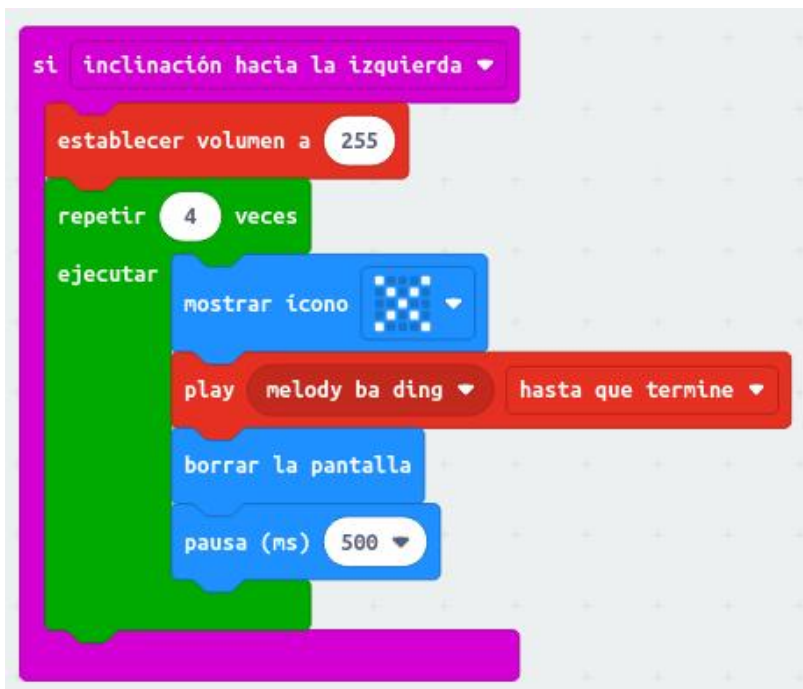 si inclinación hacia la izquierda
establecer volumen a 255
repetir 4 veces
ejecutar
mostrar ícono
play melody ba ding hasta que termine
borrar la pantalla
pausa (ms) 500